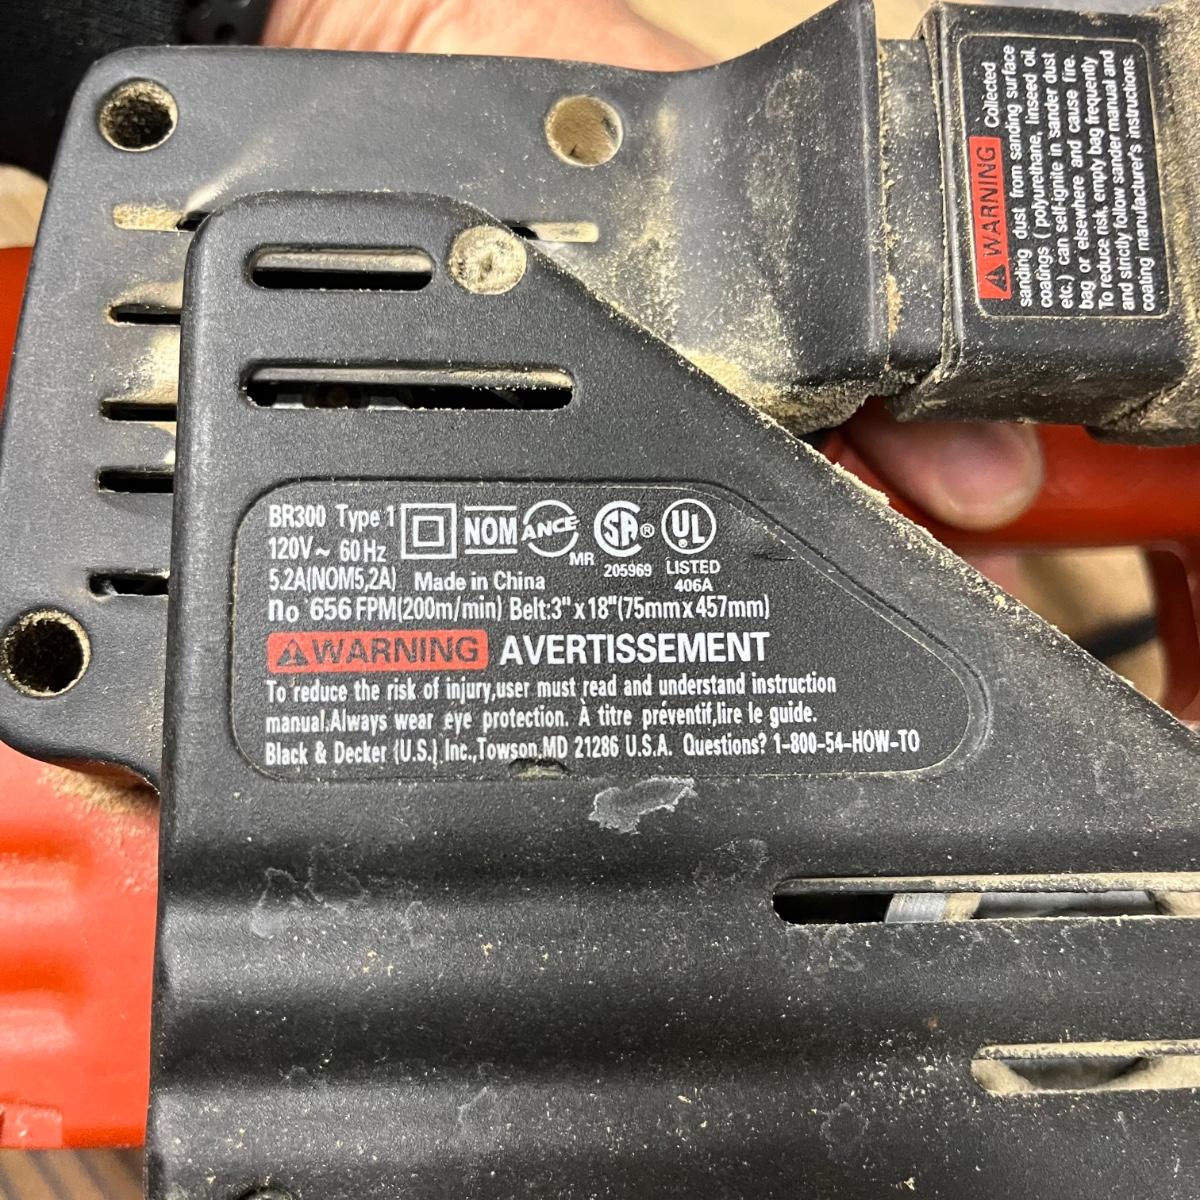 BR300 Type 1
120V~ 60Hz
5.2A(NOM5,2A) Made in China
NOM ANCE MR SA® 205969 UL LISTED 406A
no 656 FPM(200m/min) Belt:3"x18"(75mmx457mm)
WARNING AVERTISSEMENT
To reduce the risk of injury,user must read and understand instruction
manual.Always wear eye protection. À titre préventif,lire le guide.
Black & Decker (U.S.) Inc.,Towson,MD 21286 U.S.A. Questions? 1-800-54-HOW-TO
WARNING Collected
sanding dust from sanding surface
coatings ( polyurethane, linseed oil,
etc.) can self-ignite in sander dust
bag or elsewhere and cause fire.
To reduce risk, empty bag frequently
and strictly follow sander manual and
coating manufacturer's instructions.